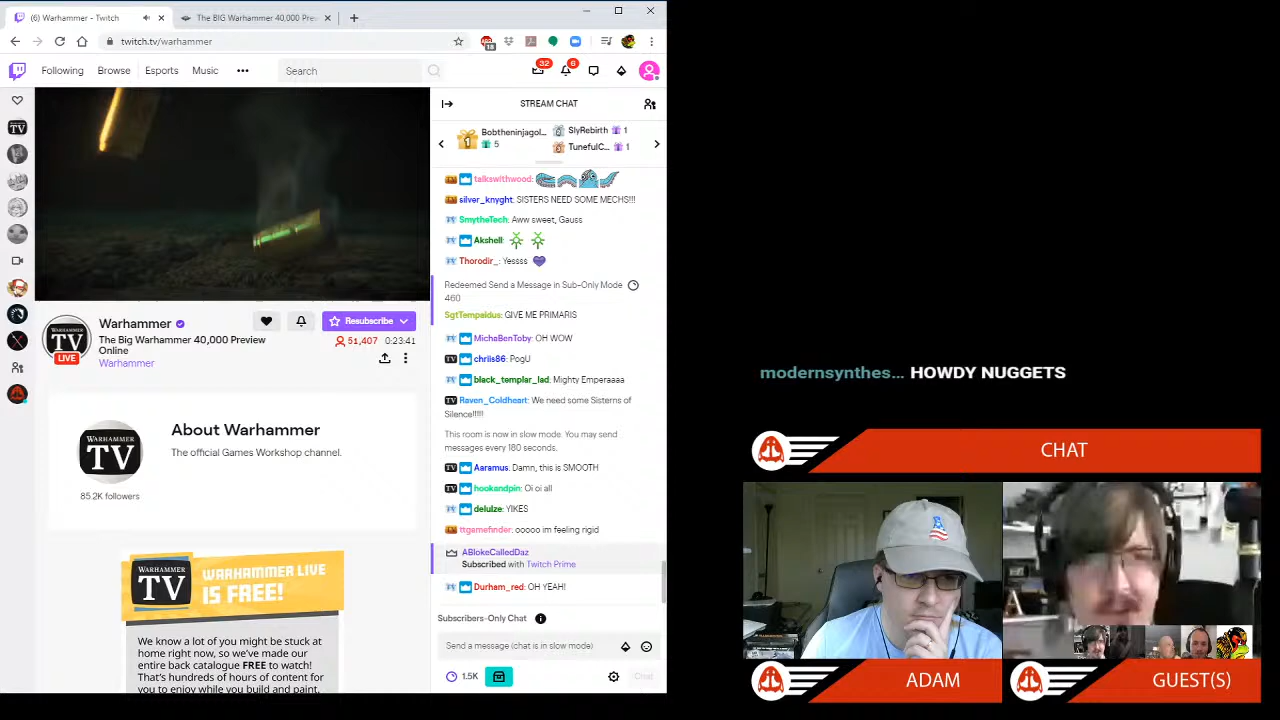 (6) Warhammer - Twitch
The BIG Warhammer 40,000 Previ
twitch.tv/warhammer
18
Following
Browse
Esports
Music
•••
Search
32
6
STREAM CHAT
Bobtheninjagol...
5
SlyRebirth 1
TunefulC... 1
talkswithwood:
silver_knyght: SISTERS NEED SOME MECHS!!!
SmytheTech: Aww sweet, Gauss
Akshell:
Thorodir_: Yessss
Redeemed Send a Message in Sub-Only Mode
460
SgtTempaidus: GIVE ME PRIMARIS
MichaBenToby: OH WOW
chriis86: PogU
black_templar_lad: Mighty Emperaaaa
Raven_Coldheart: We need some Sisterns of
Silence!!!!!
This room is now in slow mode. You may send
messages every 180 seconds.
Aaramus: Damn, this is SMOOTH
hookandpin: Oi oi all
delulze: YIKES
ttgamefinder: ooooo im feeling rigid
ABlokeCalledDaz
Subscribed with Twitch Prime
Durham_red: OH YEAH!
Subscribers-Only Chat
Send a message (chat is in slow mode)
1.5K
Chat
WARHAMMER
TV
LIVE
Warhammer
The Big Warhammer 40,000 Preview
Online
Warhammer
Resubscribe
51,407
0:23:41
WARHAMMER
TV
85.2K followers
About Warhammer
The official Games Workshop channel.
WARHAMMER
TV
WARHAMMER LIVE
IS FREE!
We know a lot of you might be stuck at
home right now, so we've made our
entire back catalogue FREE to watch!
That's hundreds of hours of content for
you to enjoy while you build and paint,
modernsynthes... HOWDY NUGGETS
CHAT
ADAM
GUEST(S)